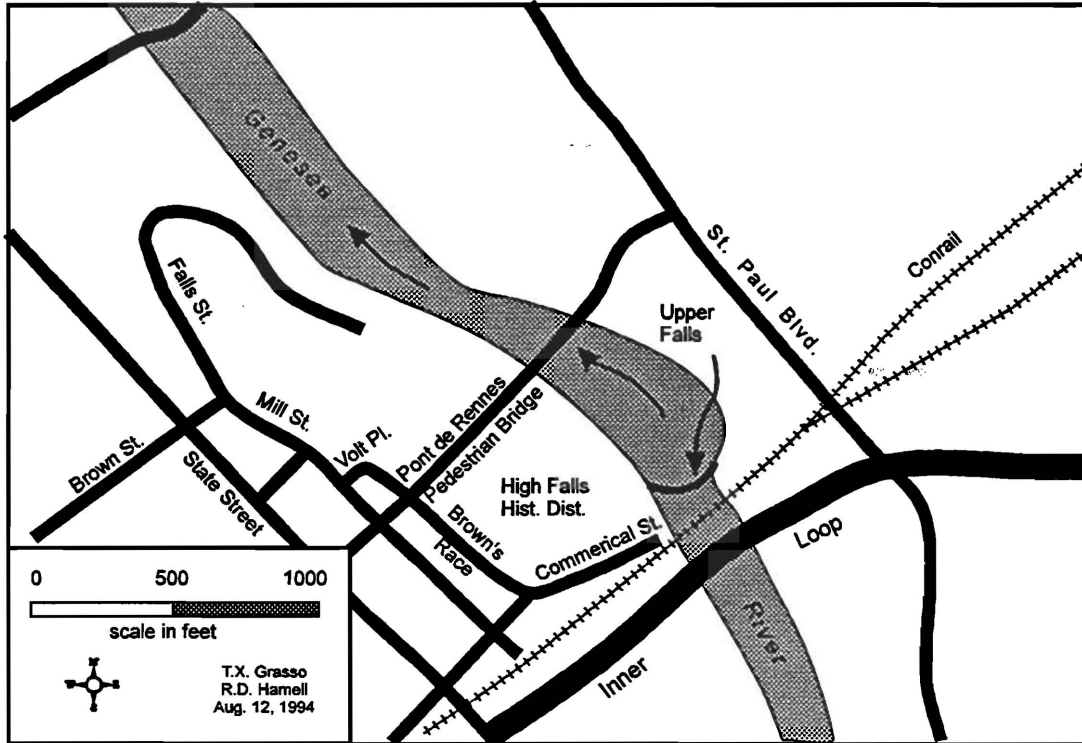 Genesee
St. Paul Blvd.
Conrail
Upper
Falls
Falls St.
Mill St.
Volt Pl.
Pont de Rennes
Pedestrian Bridge
Brown St.
State Street
High Falls
Hist. Dist.
Brown's
Race
Commerical St.
Loop
Inner
River
0 500 1000
scale in feet
N
W E
S
T.X. Grasso
R.D. Hamell
Aug. 12, 1994